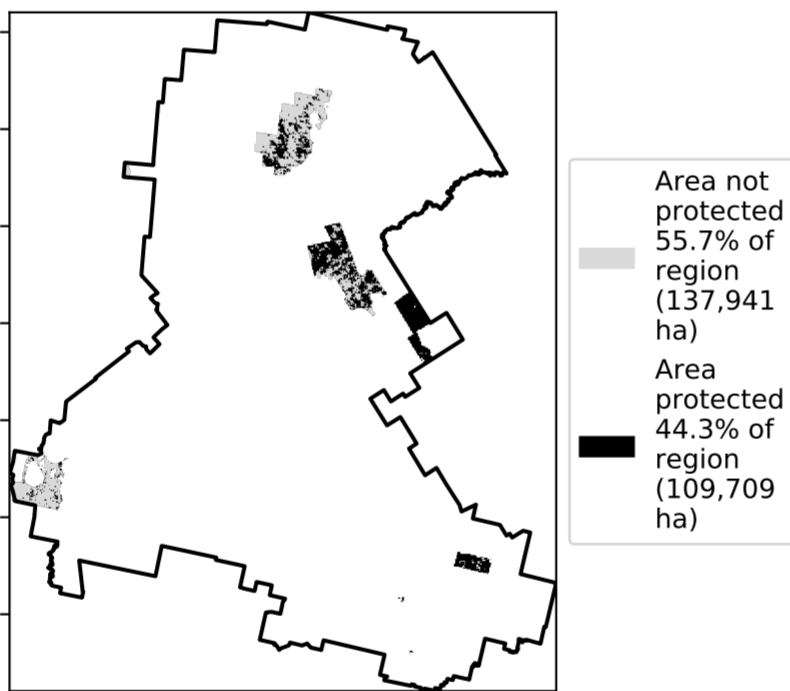 Area not
protected
55.7% of
region
(137,941
ha)
Area
protected
44.3% of
region
(109,709
ha)